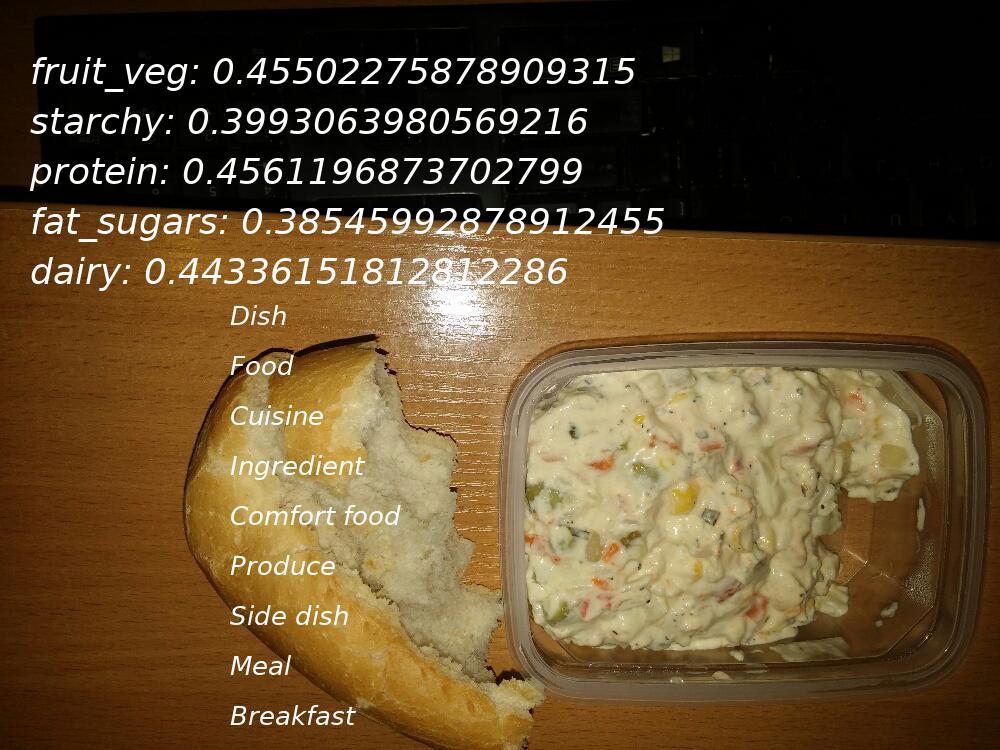 fruit_veg: 0.45502275878909315
starchy: 0.3993063980569216
protein: 0.4561196873702799
fat_sugars: 0.38545992878912455
dairy: 0.44336151812812286
Dish
Food
Cuisine
Ingredient
Comfort food
Produce
Side dish
Meal
Breakfast